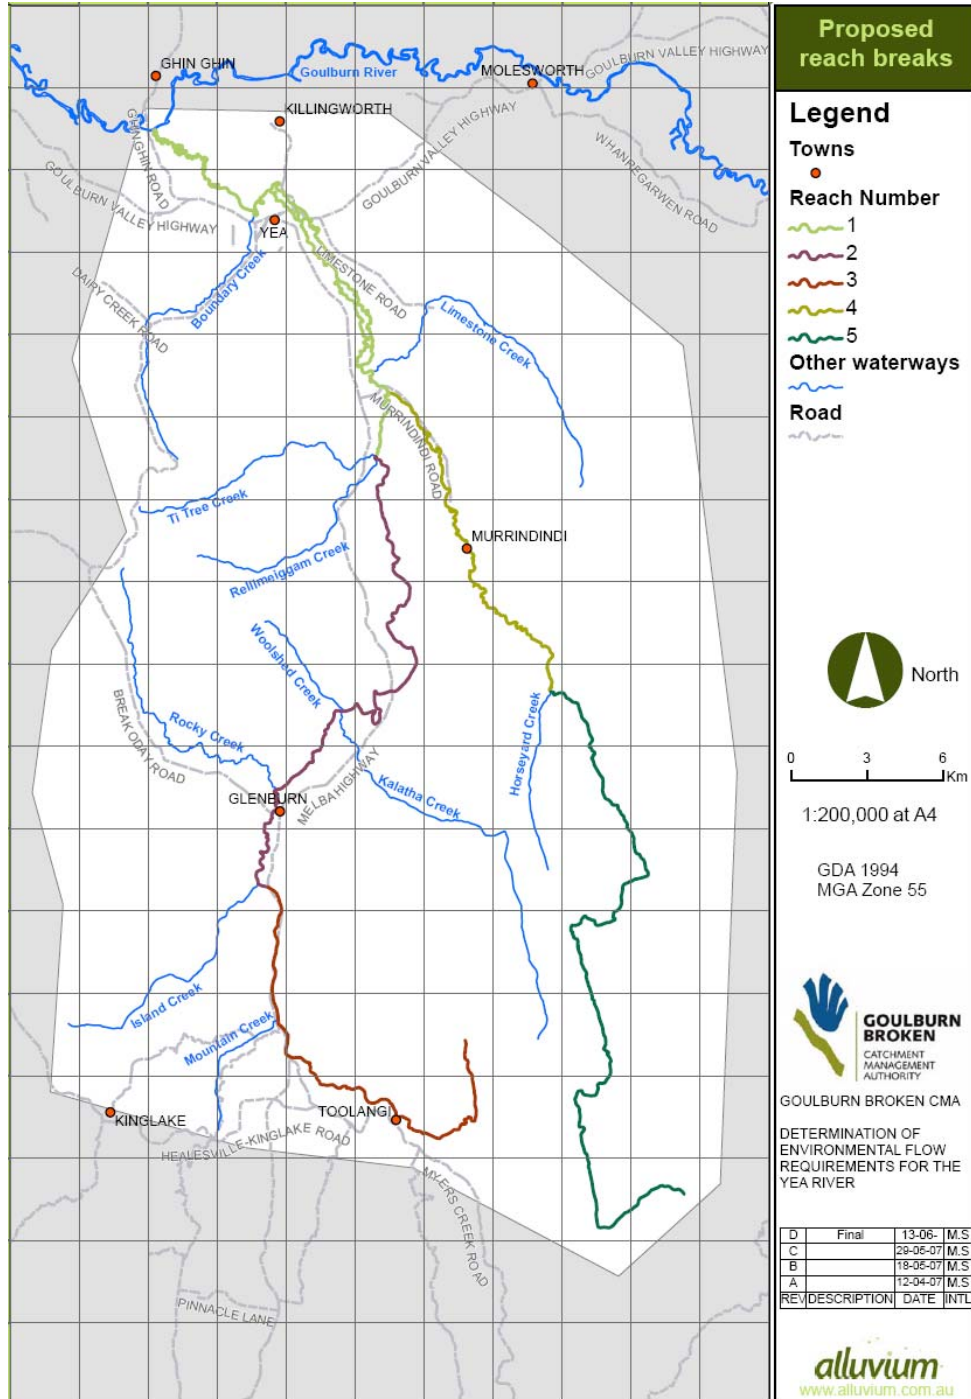 GHIN GHIN
Goulburn River
MOLESWORTH
GOULBURN VALLEY HIGHWAY
KILLINGWORTH
GHINGHIN ROAD
GOULBURN VALLEY HIGHWAY
WHANREGARWEN ROAD
GOULBURN VALLEY HIGHWAY
YEA
LIMESTONE ROAD
DAIRY CREEK ROAD
Boundary Creek
Limestone Creek
MURRINDINDI ROAD
Ti Tree Creek
MURRINDINDI
Rellimeiggam Creek
Woolshed Creek
BREAK ODAY ROAD
Rocky Creek
Horseyard Creek
GLENBURN
MELBA HIGHWAY
Kalatha Creek
Island Creek
Mountain Creek
KINGLAKE
TOOLANGI
HEALESVILLE-KINGLAKE ROAD
MYERS CREEK ROAD
PINNACLE LANE
Proposed
reach breaks
Legend
Towns
Reach Number
1
2
3
4
5
Other waterways
Road
North
0 3 6
Km
1:200,000 at A4
GDA 1994
MGA Zone 55
GOULBURN
BROKEN
CATCHMENT
MANAGEMENT
AUTHORITY
GOULBURN BROKEN CMA
DETERMINATION OF
ENVIRONMENTAL FLOW
REQUIREMENTS FOR THE
YEA RIVER
D Final 13-06- M.S
C 29-05-07 M.S
B 18-05-07 M.S
A 12-04-07 M.S
REV DESCRIPTION DATE INTL
alluvium
www.alluvium.com.au